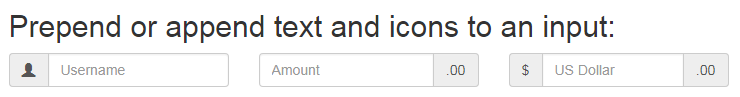 Prepend or append text and icons to an input:
Username Amount .00 $ US Dollar .00